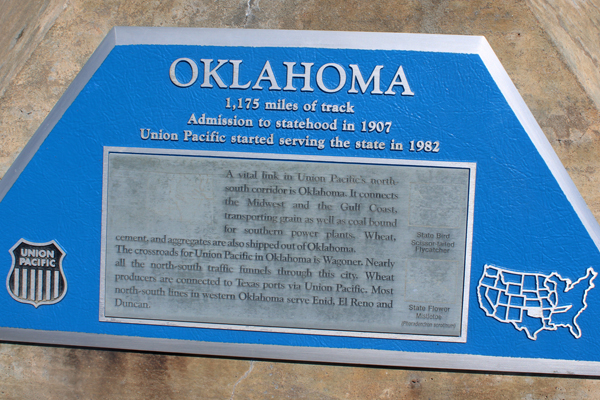 OKLAHOMA
1,175 miles of track
Admission to statehood in 1907
Union Pacific started serving the state in 1982
A vital link in Union Pacific's north-
south corridor is Oklahoma. It connects
the Midwest and the Gulf Coast,
transporting grain as well as coal bound
for southern power plants. Wheat,
cement, and aggregates are also shipped out of Oklahoma.
The crossroads for Union Pacific in Oklahoma is Wagoner. Nearly
all the north-south traffic funnels through this city. Wheat
producers are connected to Texas ports via Union Pacific. Most
north-south lines in western Oklahoma serve Enid, El Reno and
Duncan.
State Bird
Scissor-tailed
Flycatcher
State Flower
Mistletoe
UNION
PACIFIC